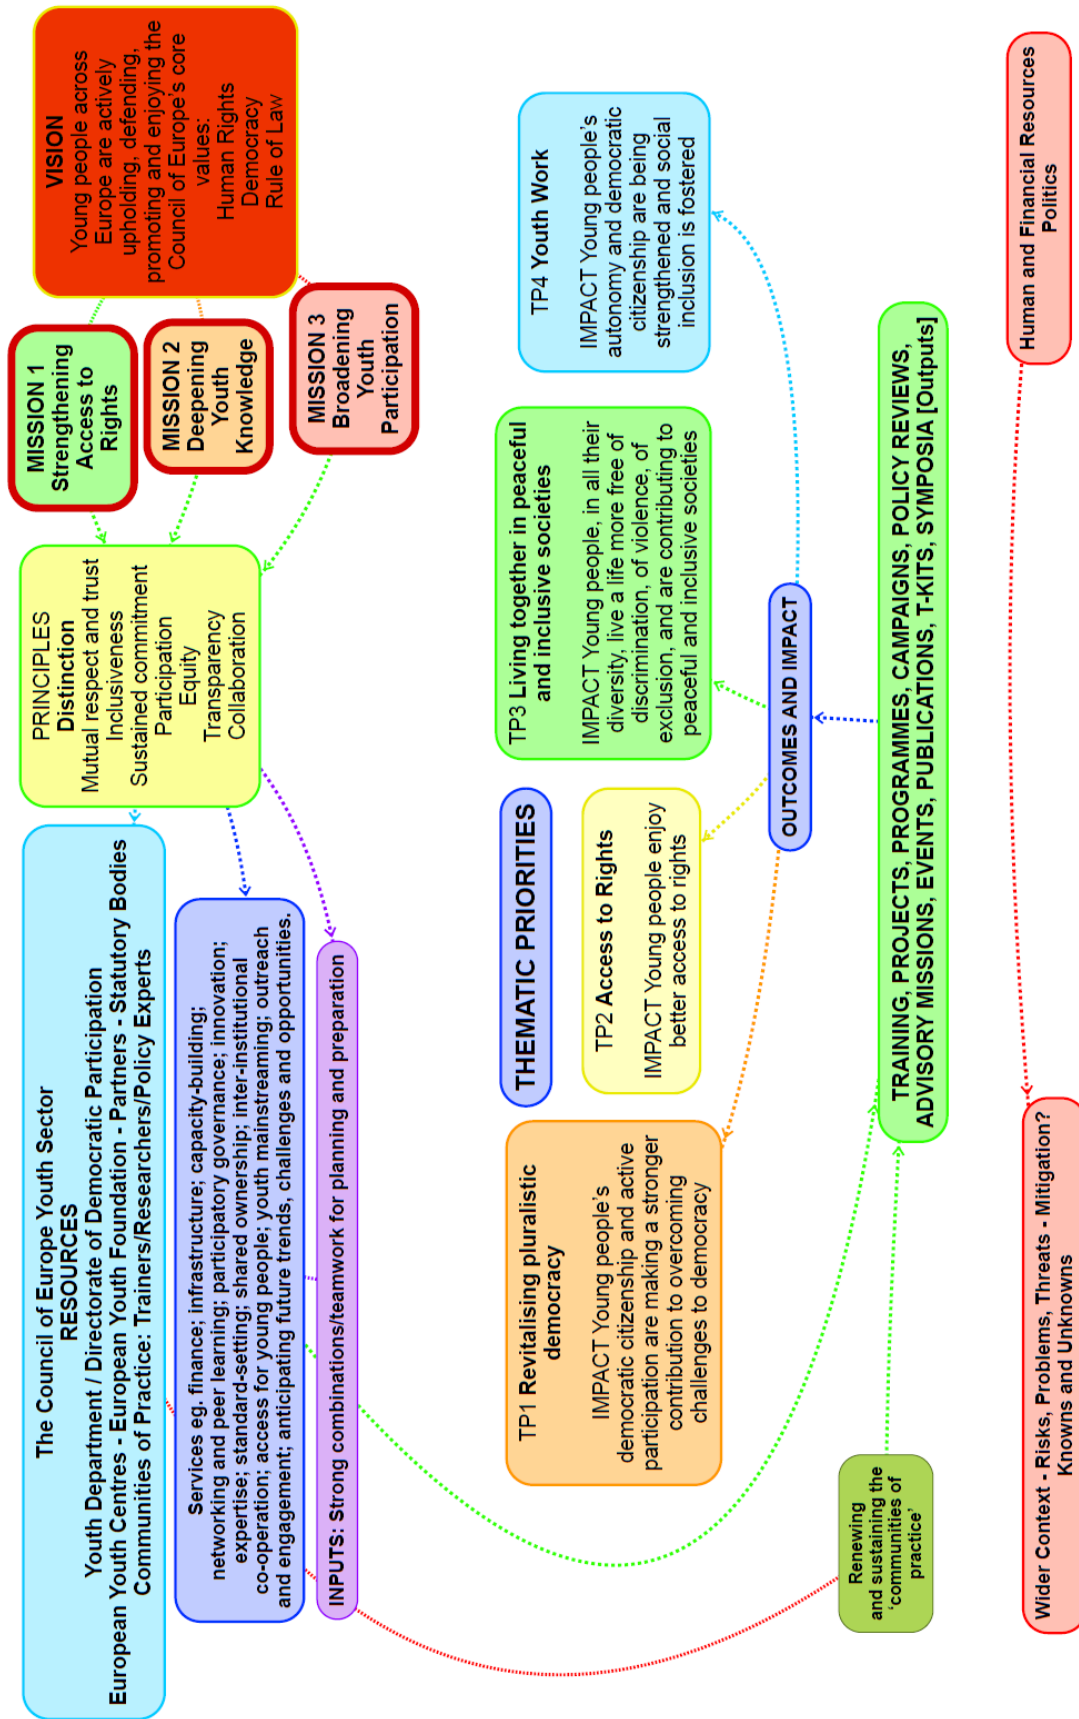 The Council of Europe Youth Sector
RESOURCES
Youth Department / Directorate of Democratic Participation
European Youth Centres - European Youth Foundation - Partners - Statutory Bodies
Communities of Practice: Trainers/Researchers/Policy Experts
Services eg. finance; infrastructure; capacity-building;
networking and peer learning; participatory governance; innovation;
expertise; standard-setting; shared ownership; inter-institutional
co-operation; access for young people; youth mainstreaming; outreach
and engagement; anticipating future trends, challenges and opportunities.
INPUTS: Strong combinations/teamwork for planning and preparation
PRINCIPLES
Distinction
Mutual respect and trust
Inclusiveness
Sustained commitment
Participation
Equity
Transparency
Collaboration
MISSION 1
Strengthening
Access to
Rights
MISSION 2
Deepening
Youth
Knowledge
MISSION 3
Broadening
Youth
Participation
VISION
Young people across
Europe are actively
upholding, defending,
promoting and enjoying the
Council of Europe's core
values:
Human Rights
Democracy
Rule of Law
THEMATIC PRIORITIES
TP1 Revitalising pluralistic
democracy
IMPACT Young people's
democratic citizenship and active
participation are making a stronger
contribution to overcoming
challenges to democracy
TP2 Access to Rights
IMPACT Young people enjoy
better access to rights
TP3 Living together in peaceful
and inclusive societies
IMPACT Young people, in all their
diversity, live a life more free of
discrimination, of violence, of
exclusion, and are contributing to
peaceful and inclusive societies
TP4 Youth Work
IMPACT Young people's
autonomy and democratic
citizenship are being
strengthened and social
inclusion is fostered
OUTCOMES AND IMPACT
Renewing
and sustaining the
‘communities of
practice’
TRAINING, PROJECTS, PROGRAMMES, CAMPAIGNS, POLICY REVIEWS,
ADVISORY MISSIONS, EVENTS, PUBLICATIONS, T-KITS, SYMPOSIA [Outputs]
Wider Context - Risks, Problems, Threats - Mitigation?
Knowns and Unknowns
Human and Financial Resources
Politics